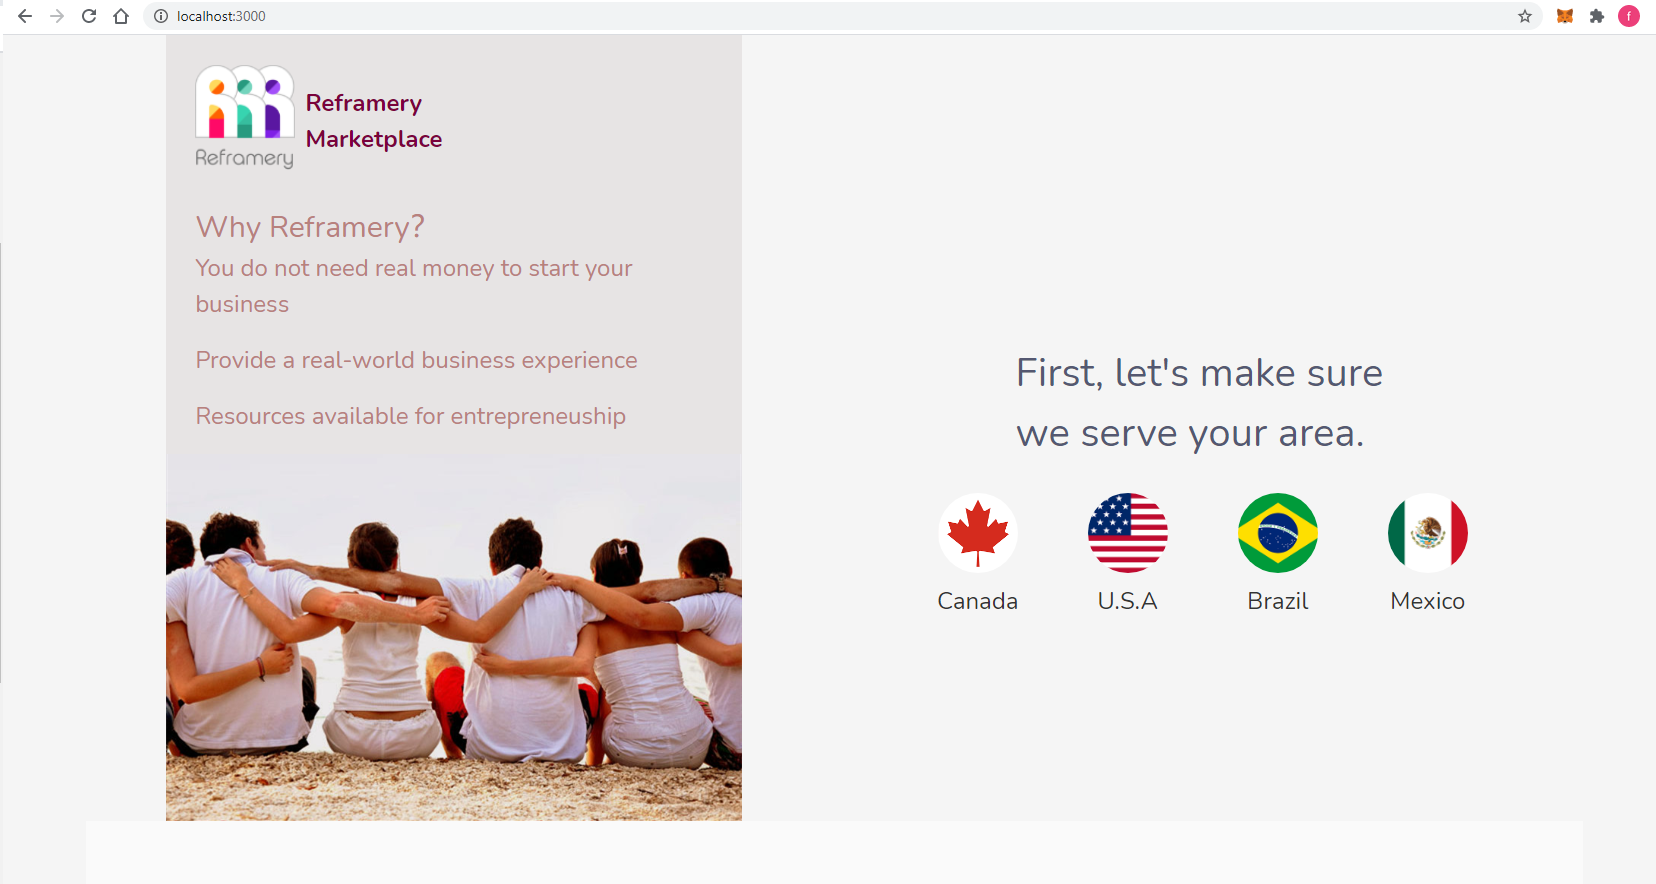 localhost:3000
f
Reframery
Reframery
Marketplace
Why Reframery?
You do not need real money to start your
business
Provide a real-world business experience
Resources available for entrepreneuship
First, let's make sure
we serve your area.
Canada
U.S.A
Brazil
Mexico